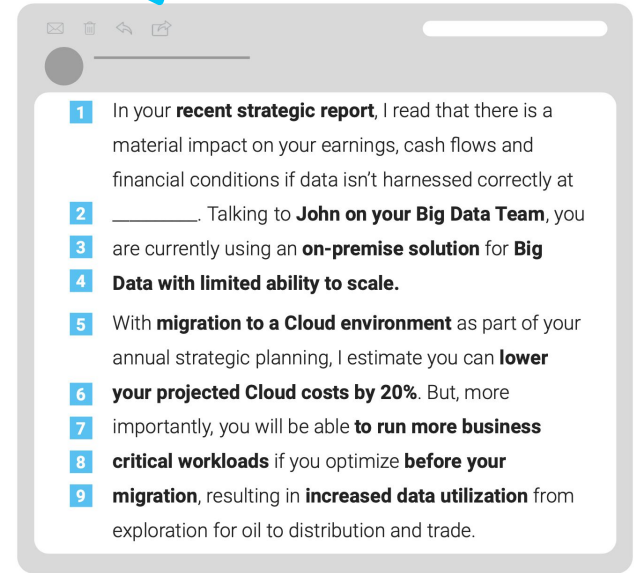 1 In your recent strategic report, I read that there is a
material impact on your earnings, cash flows and
financial conditions if data isn't harnessed correctly at
2 __________. Talking to John on your Big Data Team, you
3 are currently using an on-premise solution for Big
4 Data with limited ability to scale.
5 With migration to a Cloud environment as part of your
annual strategic planning, I estimate you can lower
6 your projected Cloud costs by 20%. But, more
7 importantly, you will be able to run more business
8 critical workloads if you optimize before your
9 migration, resulting in increased data utilization from
exploration for oil to distribution and trade.